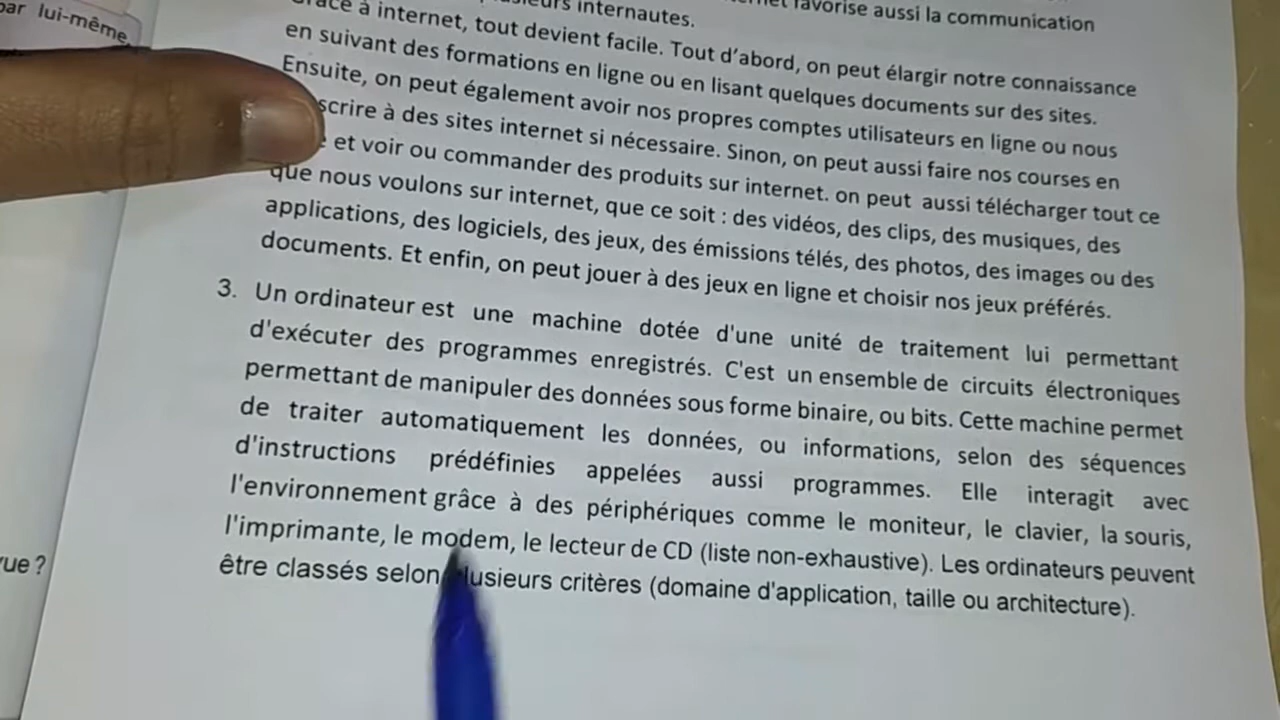 par lui-même
favorise aussi la communication
internautes.
à internet, tout devient facile. Tout d'abord, on peut élargir notre connaissance
en suivant des formations en ligne ou en lisant quelques documents sur des sites.
Ensuite, on peut également avoir nos propres comptes utilisateurs en ligne ou nous
scrire à des sites internet si nécessaire. Sinon, on peut aussi faire nos courses en
et voir ou commander des produits sur internet. on peut aussi télécharger tout ce
que nous voulons sur internet, que ce soit : des vidéos, des clips, des musiques, des
applications, des logiciels, des jeux, des émissions télés, des photos, des images ou des
documents. Et enfin, on peut jouer à des jeux en ligne et choisir nos jeux préférés.
3. Un ordinateur est une machine dotée d'une unité de traitement lui permettant
d'exécuter des programmes enregistrés. C'est un ensemble de circuits électroniques
permettant de manipuler des données sous forme binaire, ou bits. Cette machine permet
de traiter automatiquement les données, ou informations, selon des séquences
d'instructions prédéfinies appelées aussi programmes. Elle interagit avec
l'environnement grâce à des périphériques comme le moniteur, le clavier, la souris,
l'imprimante, le modem, le lecteur de CD (liste non-exhaustive). Les ordinateurs peuvent
être classés selon plusieurs critères (domaine d'application, taille ou architecture).
ue ?